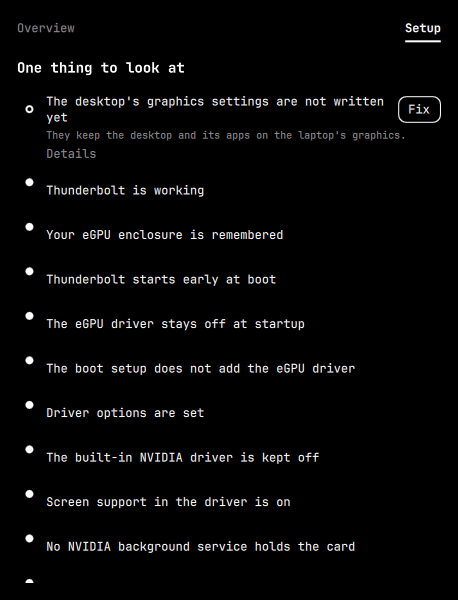 Overview
Setup
One thing to look at
The desktop's graphics settings are not written
yet
Fix
They keep the desktop and its apps on the laptop's graphics.
Details
Thunderbolt is working
Your eGPU enclosure is remembered
Thunderbolt starts early at boot
The eGPU driver stays off at startup
The boot setup does not add the eGPU driver
Driver options are set
The built-in NVIDIA driver is kept off
Screen support in the driver is on
No NVIDIA background service holds the card